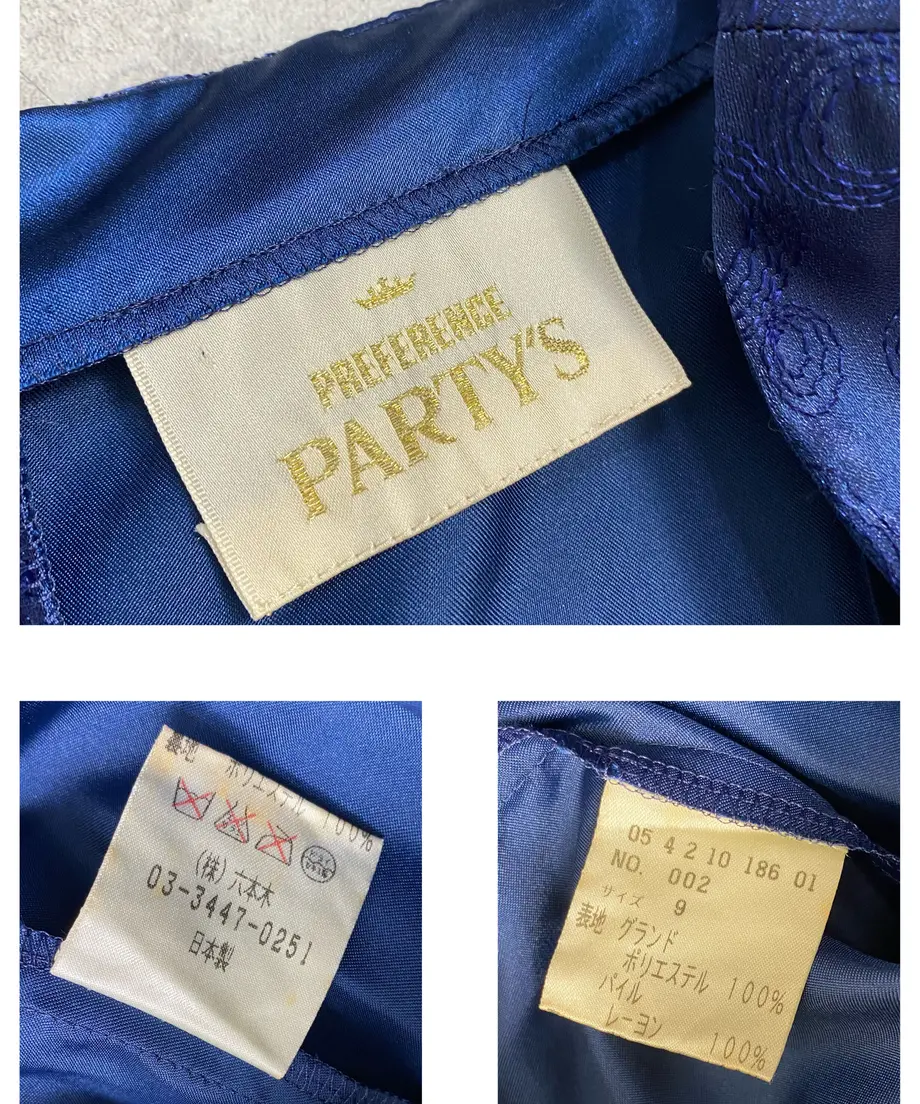 PREFERENCE
PARTY'S
裏地 ポリエステル 100%
(株)六本木
03-3447-0251
日本製
05 4 2 10 186 01
NO. 002
サイズ 9
表地 グランド
ポリエステル 100%
パイル
レーヨン 100%